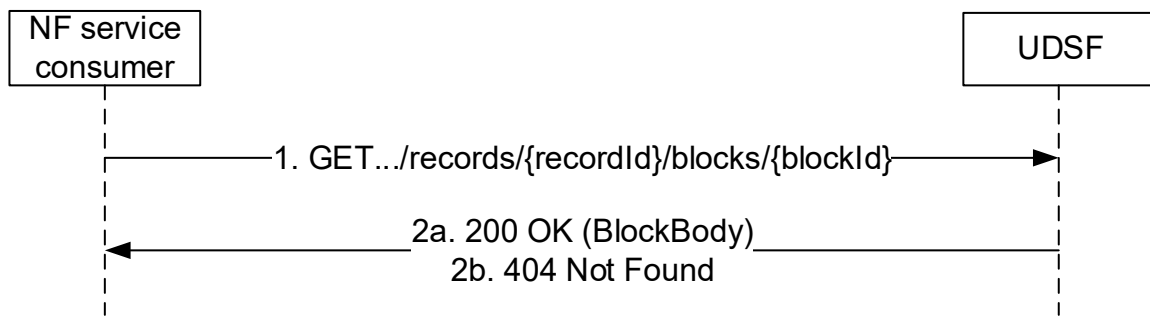 NF service
consumer
UDSF
1. GET.../records/{recordId}/blocks/{blockId}
2a. 200 OK (BlockBody)
2b. 404 Not Found